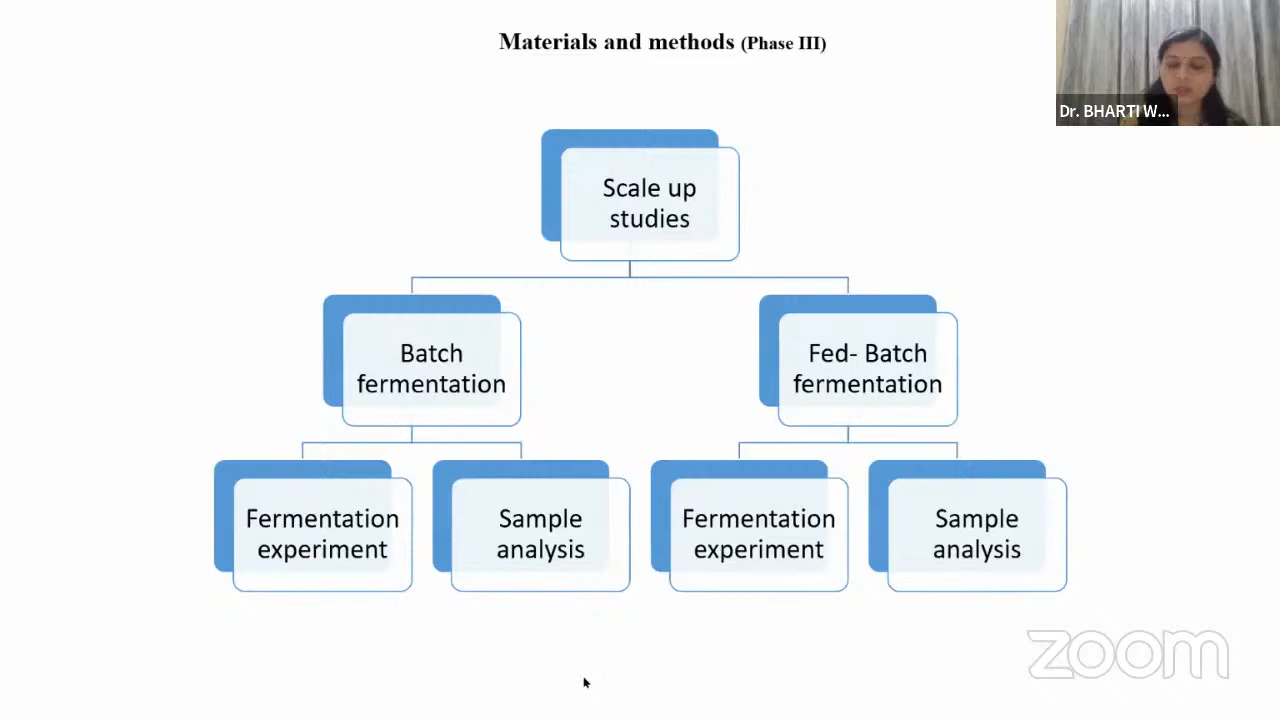 Materials and methods (Phase III)
Dr. BHARTI W...
Scale up
studies
Batch
fermentation
Fed- Batch
fermentation
Fermentation
experiment
Sample
analysis
Fermentation
experiment
Sample
analysis
zoom